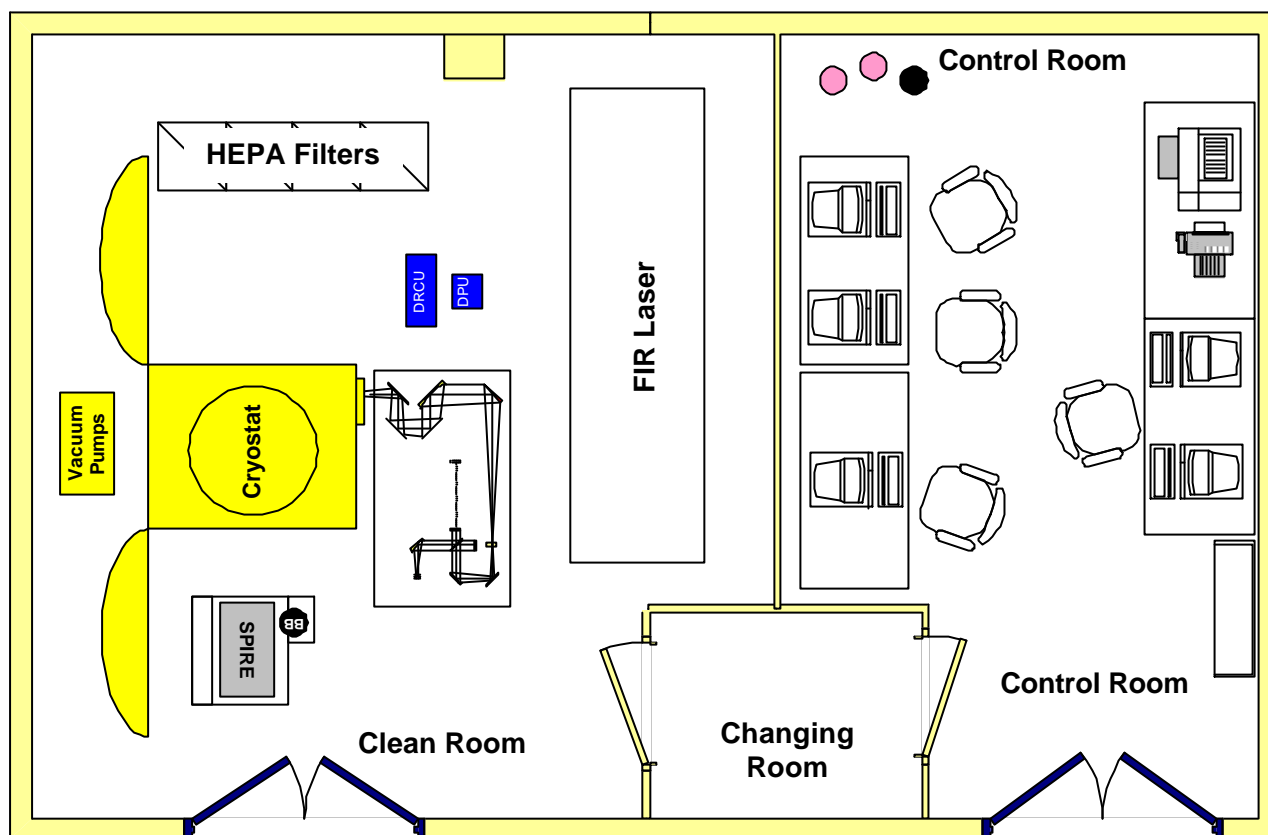 Control Room
HEPA Filters
DRCU
DPU
FIR Laser
Vacuum
Pumps
Cryostat
SPIRE
BB
Control Room
Changing
Room
Clean Room